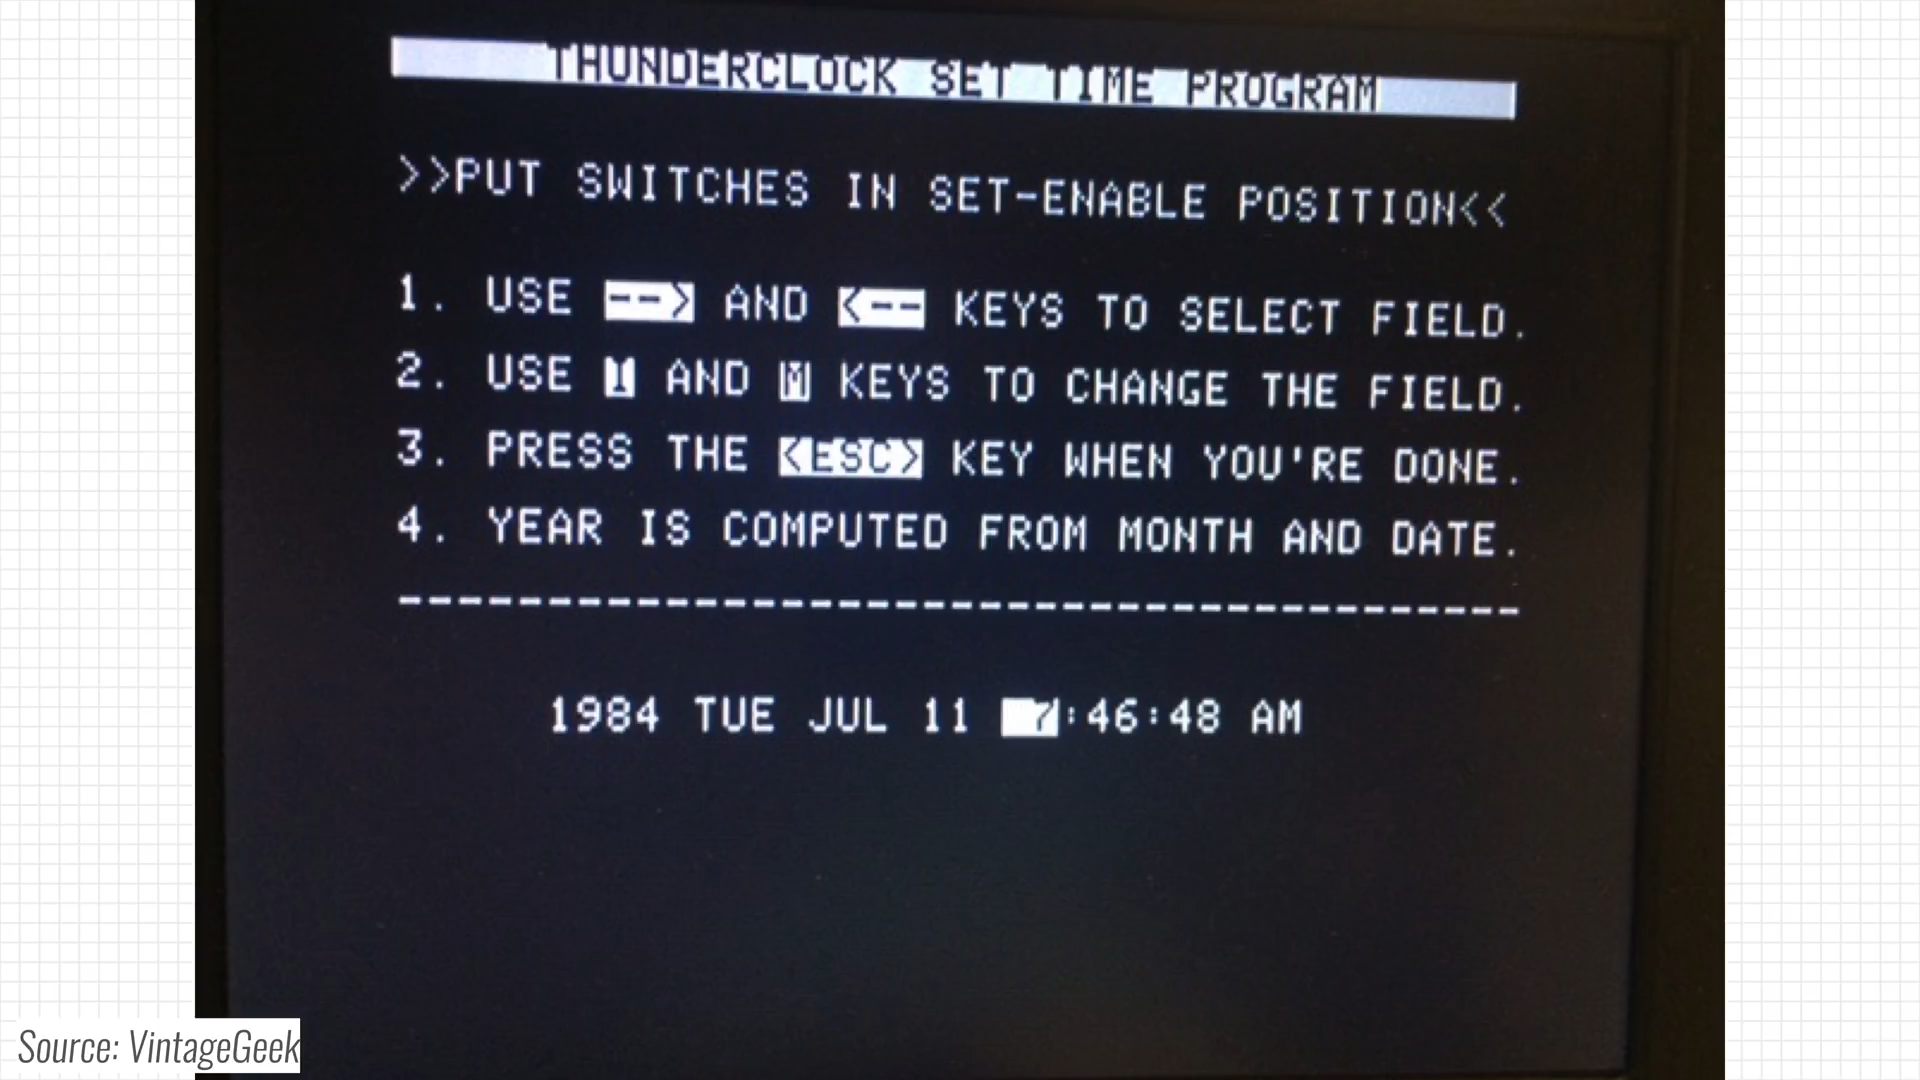 THUNDERCLOCK SET TIME PROGRAM
>>PUT SWITCHES IN SET-ENABLE POSITION<<
1. USE --> AND <-- KEYS TO SELECT FIELD.
2. USE AND M KEYS TO CHANGE THE FIELD.
3. PRESS THE <ESC> KEY WHEN YOU'RE DONE.
4. YEAR IS COMPUTED FROM MONTH AND DATE.
---------------------------------------
1984 TUE JUL 11 7:46:48 AM
Source: VintageGeek